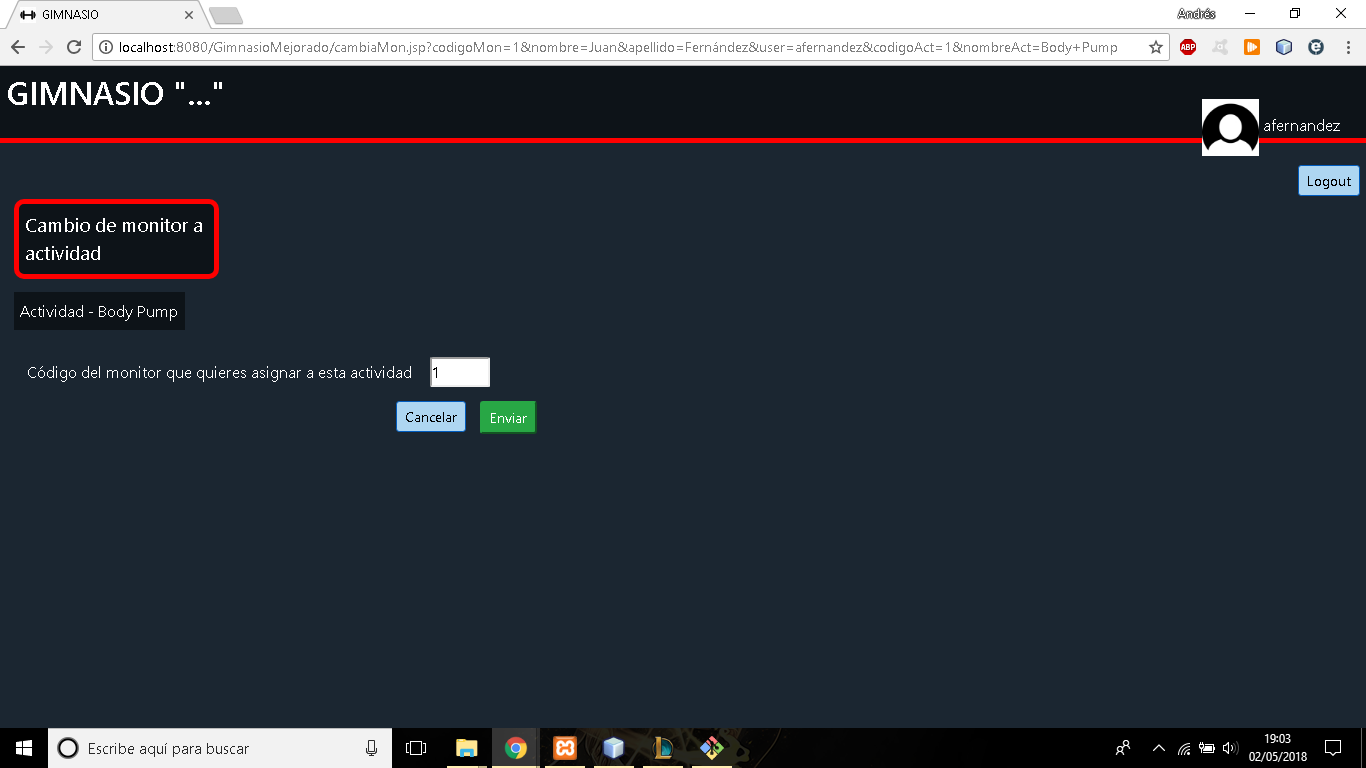 GIMNASIO
Andrés
localhost:8080/GimnasioMejorado/cambiaMon.jsp?codigoMon=1&nombre=Juan&apellido=Fernández&user=afernandez&codigoAct=1&nombreAct=Body+Pump
ABP
GIMNASIO "..."
afernandez
Logout
Cambio de monitor a
actividad
Actividad - Body Pump
Código del monitor que quieres asignar a esta actividad 1
Cancelar Enviar
Escribe aquí para buscar
19:03
02/05/2018